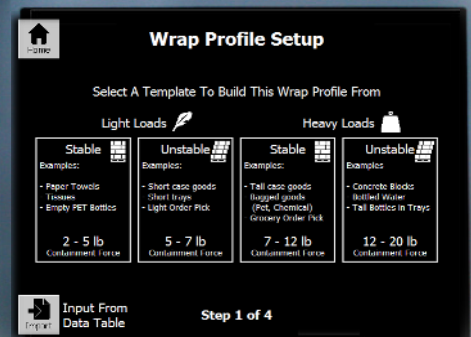 Home
Wrap Profile Setup
Select A Template To Build This Wrap Profile From
Light Loads
Heavy Loads
Stable
Examples:
- Paper Towels
Tissues
- Empty PET Bottles
2 - 5 lb
Containment Force
Unstable
Examples:
- Short case goods
Short trays
- Light Order Pick
5 - 7 lb
Containment Force
Stable
Examples:
- Tall case goods
Bagged goods
(Pet, Chemical)
Grocery Order Pick
7 - 12 lb
Containment Force
Unstable
Examples
- Concrete Blocks
Bottled Water
- Tall Bottles in Trays
12 - 20 lb
Containment Force
Import
Input From
Data Table
Step 1 of 4